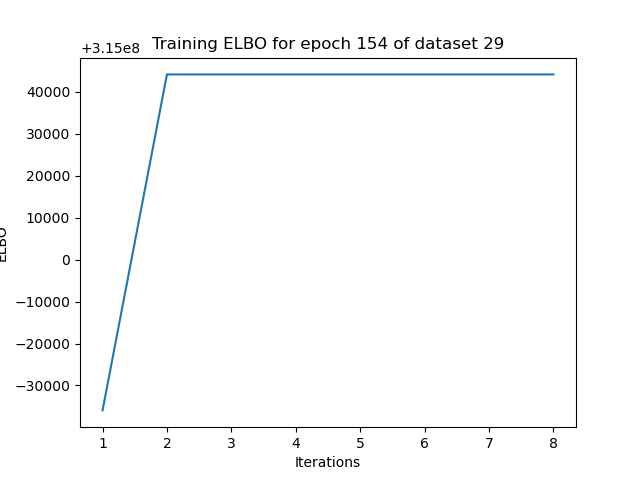 +3.15e8
Training ELBO for epoch 154 of dataset 29
40000
30000
20000
10000
0
−10000
−20000
−30000
ELBO
1 2 3 4 5 6 7 8
Iterations